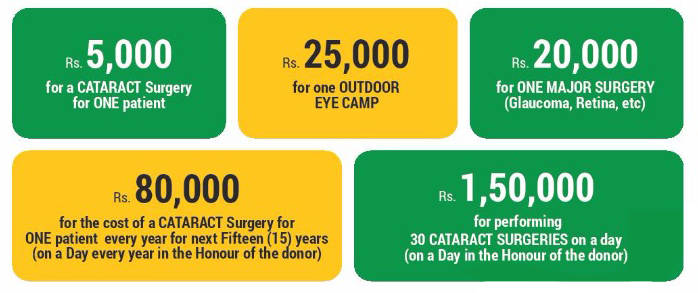 Rs. 5,000
for a CATARACT Surgery
for ONE patient
Rs. 25,000
for one OUTDOOR
EYE CAMP
Rs. 20,000
for ONE MAJOR SURGERY
(Glaucoma, Retina, etc)
Rs. 80,000
for the cost of a CATARACT Surgery for
ONE patient every year for next Fifteen (15) years
(on a Day every year in the Honour of the donor)
Rs. 1,50,000
for performing
30 CATARACT SURGERIES on a day
(on a Day in the Honour of the donor)